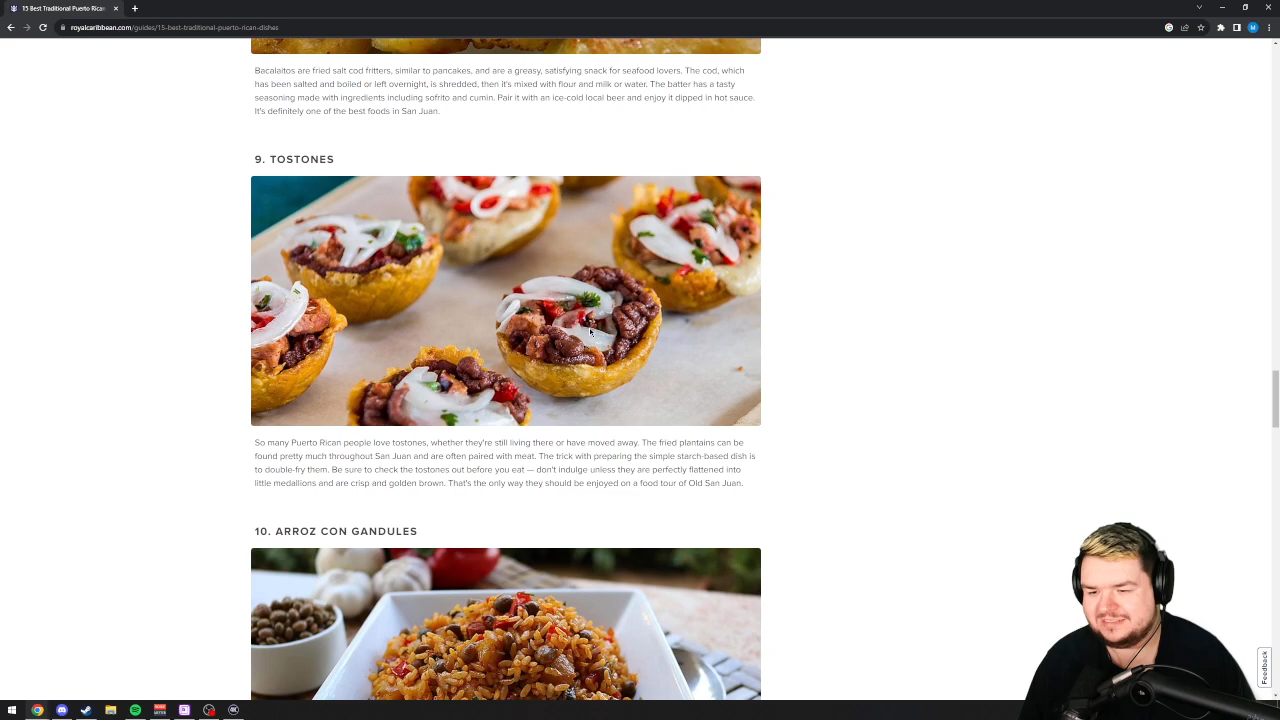 15 Best Traditional Puerto Rican
royalcaribbean.com/guides/15-best-traditional-puerto-rican-dishes
M
Bacalaitos are fried salt cod fritters, similar to pancakes, and are a greasy, satisfying snack for seafood lovers. The cod, which
has been salted and boiled or left overnight, is shredded, then it's mixed with flour and milk or water. The batter has a tasty
seasoning made with ingredients including sofrito and cumin. Pair it with an ice-cold local beer and enjoy it dipped in hot sauce.
It's definitely one of the best foods in San Juan.
9. TOSTONES
So many Puerto Rican people love tostones, whether they're still living there or have moved away. The fried plantains can be
found pretty much throughout San Juan and are often paired with meat. The trick with preparing the simple starch-based dish is
to double-fry them. Be sure to check the tostones out before you eat — don't indulge unless they are perfectly flattened into
little medallions and are crisp and golden brown. That's the only way they should be enjoyed on a food tour of Old San Juan.
10. ARROZ CON GANDULES
Feedback